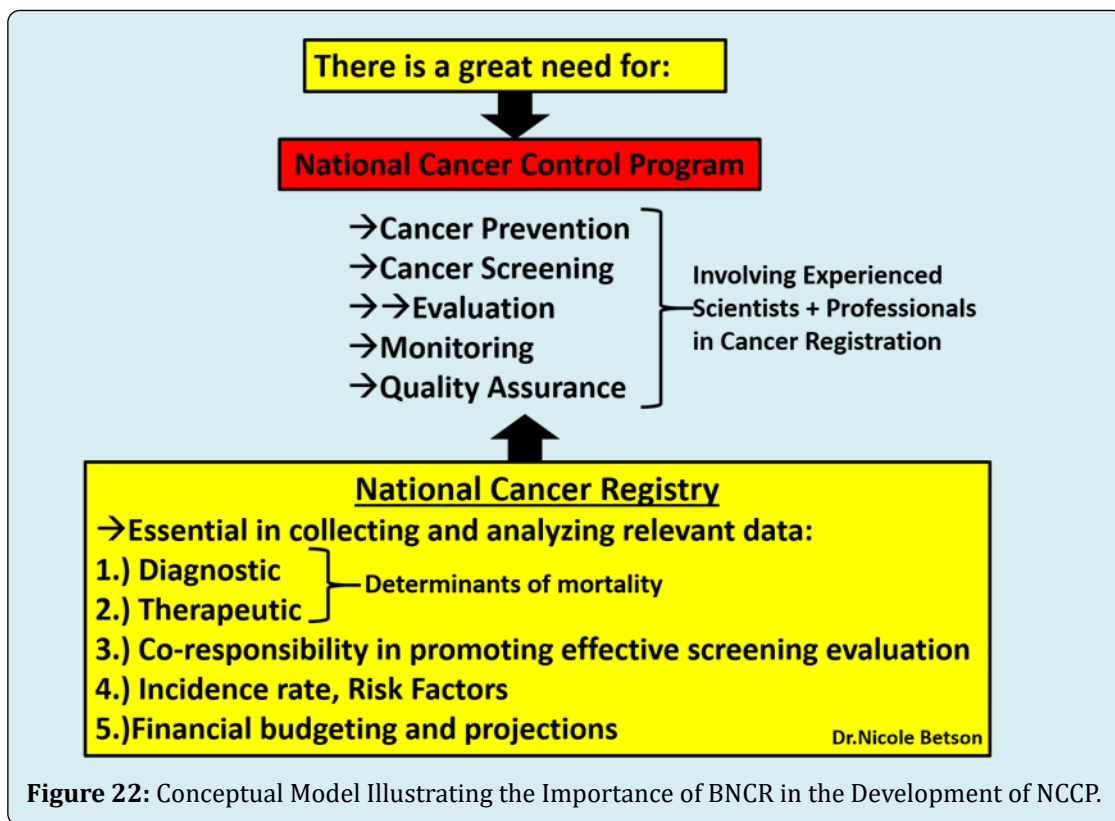 There is a great need for:
National Cancer Control Program
→Cancer Prevention
→Cancer Screening
→→Evaluation
→Monitoring
→Quality Assurance
Involving Experienced
Scientists + Professionals
in Cancer Registration
National Cancer Registry
→Essential in collecting and analyzing relevant data:
1.) Diagnostic
2.) Therapeutic
Determinants of mortality
3.) Co-responsibility in promoting effective screening evaluation
4.) Incidence rate, Risk Factors
5.)Financial budgeting and projections
Dr.Nicole Betson
Figure 22: Conceptual Model Illustrating the Importance of BNCR in the Development of NCCP.